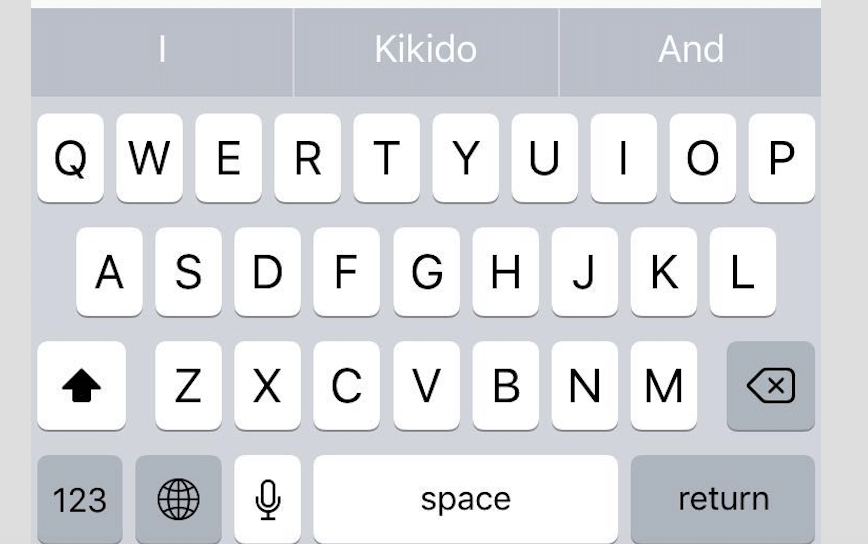 I Kikido And
Q W E R T Y U I O P
A S D F G H J K L
Z X C V B N M
123 space return